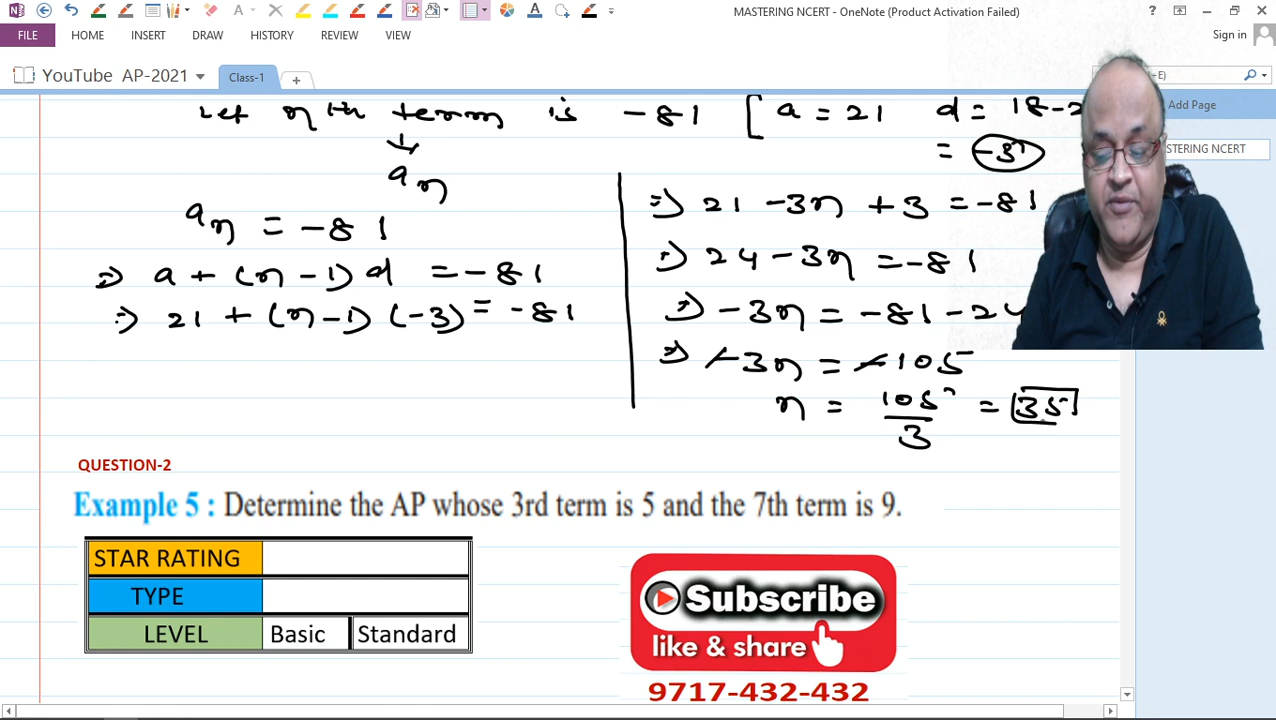 MASTERING NCERT - OneNote (Product Activation Failed)
FILE HOME INSERT DRAW HISTORY REVIEW VIEW
Sign in
YouTube AP-2021 Class-1
+E)
Add Page
STERING NCERT
Let nth term is -81 [ a = 21 d = 18-2
= -3
↓
an
an = -81
⇒ a + (n-1) d = -81
⇒ 21 + (n-1) (-3) = -81
⇒ 21 -3n +3 = -81
⇒ 24 -3n = -81
⇒ -3n = -81 -24
⇒ -3n = -105
n = 105/3 = 35
QUESTION-2
Example 5 : Determine the AP whose 3rd term is 5 and the 7th term is 9.
STAR RATING
TYPE
LEVEL Basic Standard
Subscribe
like & share
9717-432-432